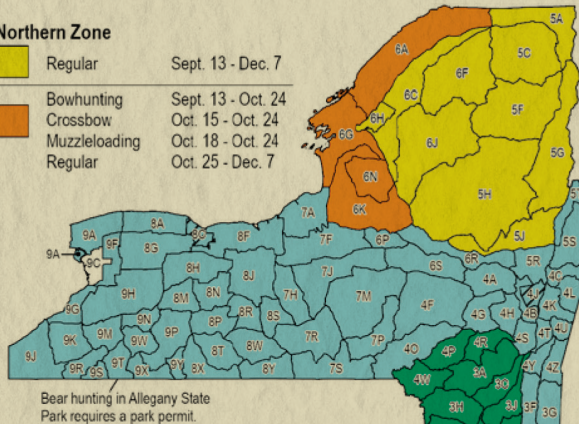 Northern Zone
Regular Sept. 13 - Dec. 7
Bowhunting Sept. 13 - Oct. 24
Crossbow Oct. 15 - Oct. 24
Muzzleloading Oct. 18 - Oct. 24
Regular Oct. 25 - Dec. 7
5A
6A
5C
6F
6C
5F
6H
6G
6J
5G
6N
5H
6K
7A
9A
8A
8C
8F
7F
6P
5J
5S
9A
9F
8G
9C
6R
5R
8H
8J
7J
6S
4A
4C
9H
8M
8N
7H
7M
4F
4J
4L
9G
8R
8S
4G
4H
4B
4K
9N
8P
9K
9M
9W
9P
7R
7P
4R
4S
4T
4U
9J
8T
8W
4O
4P
9R
9S
9T
9X
9Y
8X
8Y
7S
4W
3A
3C
4Y
4Z
3H
3J
3F
3G
Bear hunting in Allegany State
Park requires a park permit.